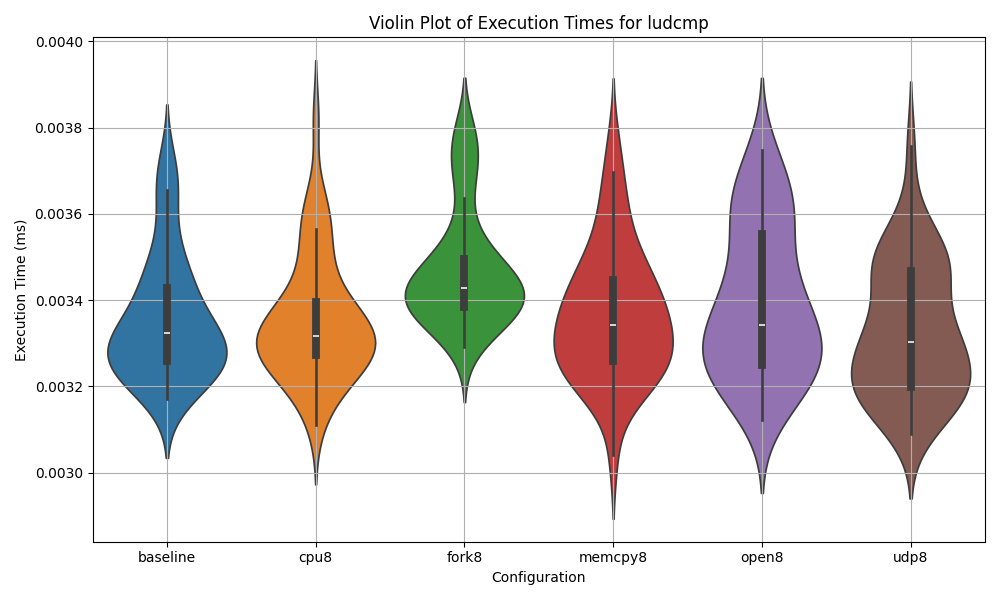 Violin Plot of Execution Times for ludcmp
0.0040
0.0038
0.0036
0.0034
0.0032
0.0030
Execution Time (ms)
baseline
cpu8
fork8
memcpy8
open8
udp8
Configuration